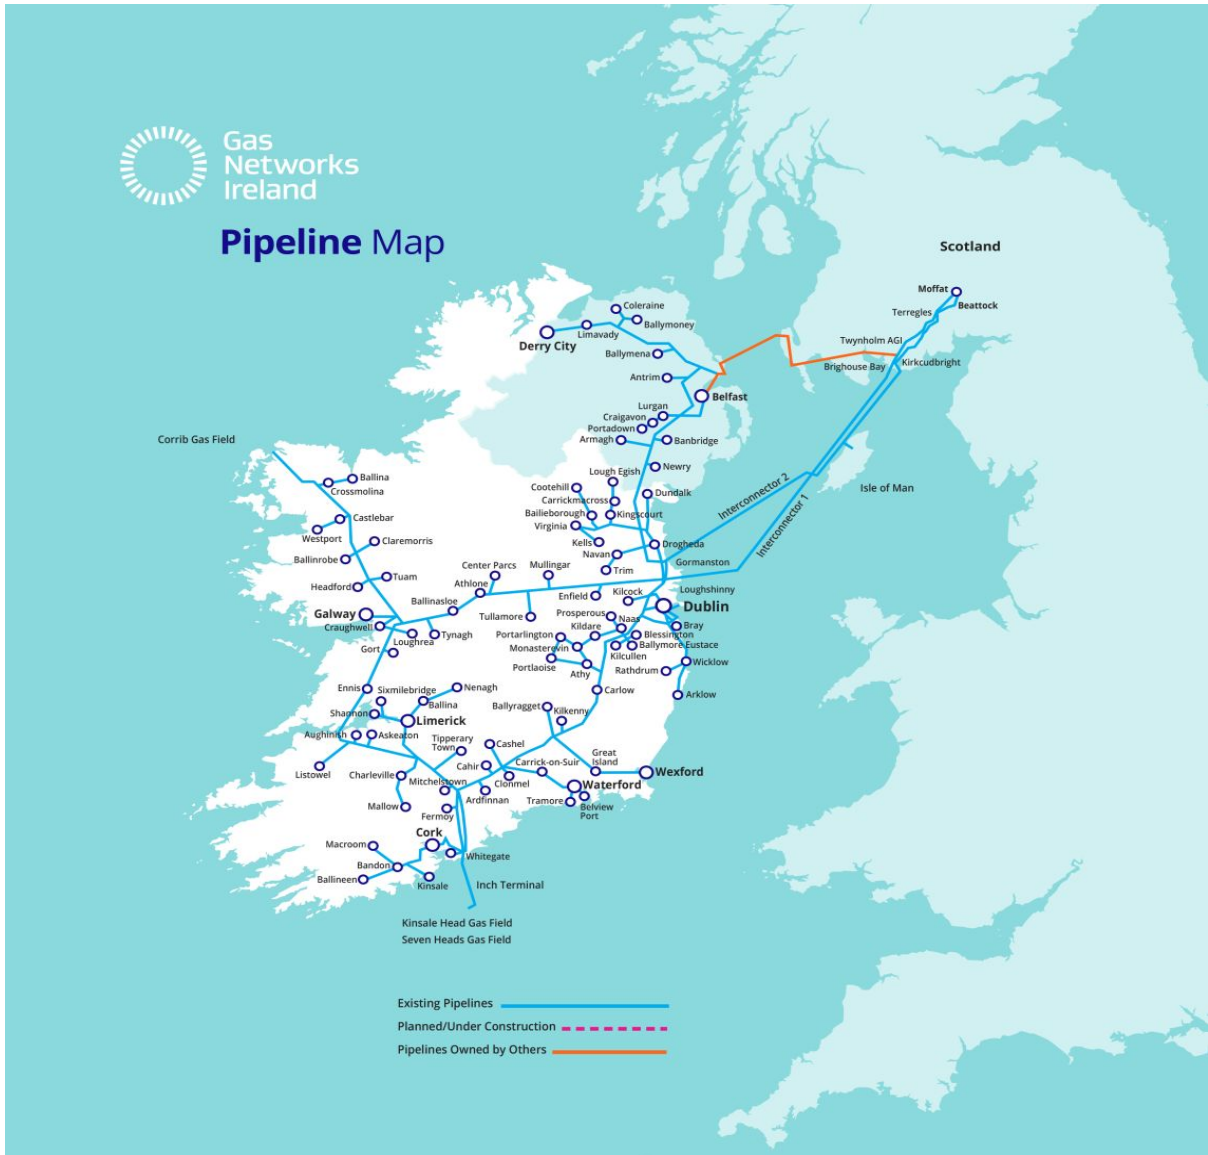 Gas
Networks
Ireland
Pipeline Map
Scotland
Moffat
Beattock
Terregles
Twynholm AGI
Kirkcudbright
Brighouse Bay
Coleraine
Ballymoney
Limavady
Derry City
Ballymena
Antrim
Belfast
Lurgan
Craigavon
Portadown
Armagh
Banbridge
Corrib Gas Field
Lough Egish
Newry
Ballina
Crossmolina
Cootehill
Dundalk
Carrickmacross
Bailieborough
Kingscourt
Interconnector 2
Isle of Man
Interconnector 1
Castlebar
Westport
Virginia
Claremorris
Kells
Drogheda
Navan
Ballinrobe
Trim
Gormanston
Center Parcs
Mullingar
Tuam
Athlone
Headford
Enfield
Kilcock
Loughshinny
Ballinasloe
Dublin
Galway
Tullamore
Prosperous
Naas
Craughwell
Kildare
Bray
Loughrea
Tynagh
Portarlington
Blessington
Gort
Monasterevin
Ballymore Eustace
Kilcullen
Portlaoise
Athy
Rathdrum
Wicklow
Ennis
Sixmilebridge
Nenagh
Carlow
Arklow
Ballina
Ballyragget
Kilkenny
Shannon
Limerick
Aughinish
Askeaton
Tipperary
Town
Cashel
Great
Island
Listowel
Charleville
Cahir
Carrick-on-Suir
Wexford
Mitchelstown
Clonmel
Waterford
Mallow
Ardfinnan
Tramore
Belview
Port
Fermoy
Cork
Macroom
Whitegate
Bandon
Ballineen
Kinsale
Inch Terminal
Kinsale Head Gas Field
Seven Heads Gas Field
Existing Pipelines
Planned/Under Construction
Pipelines Owned by Others